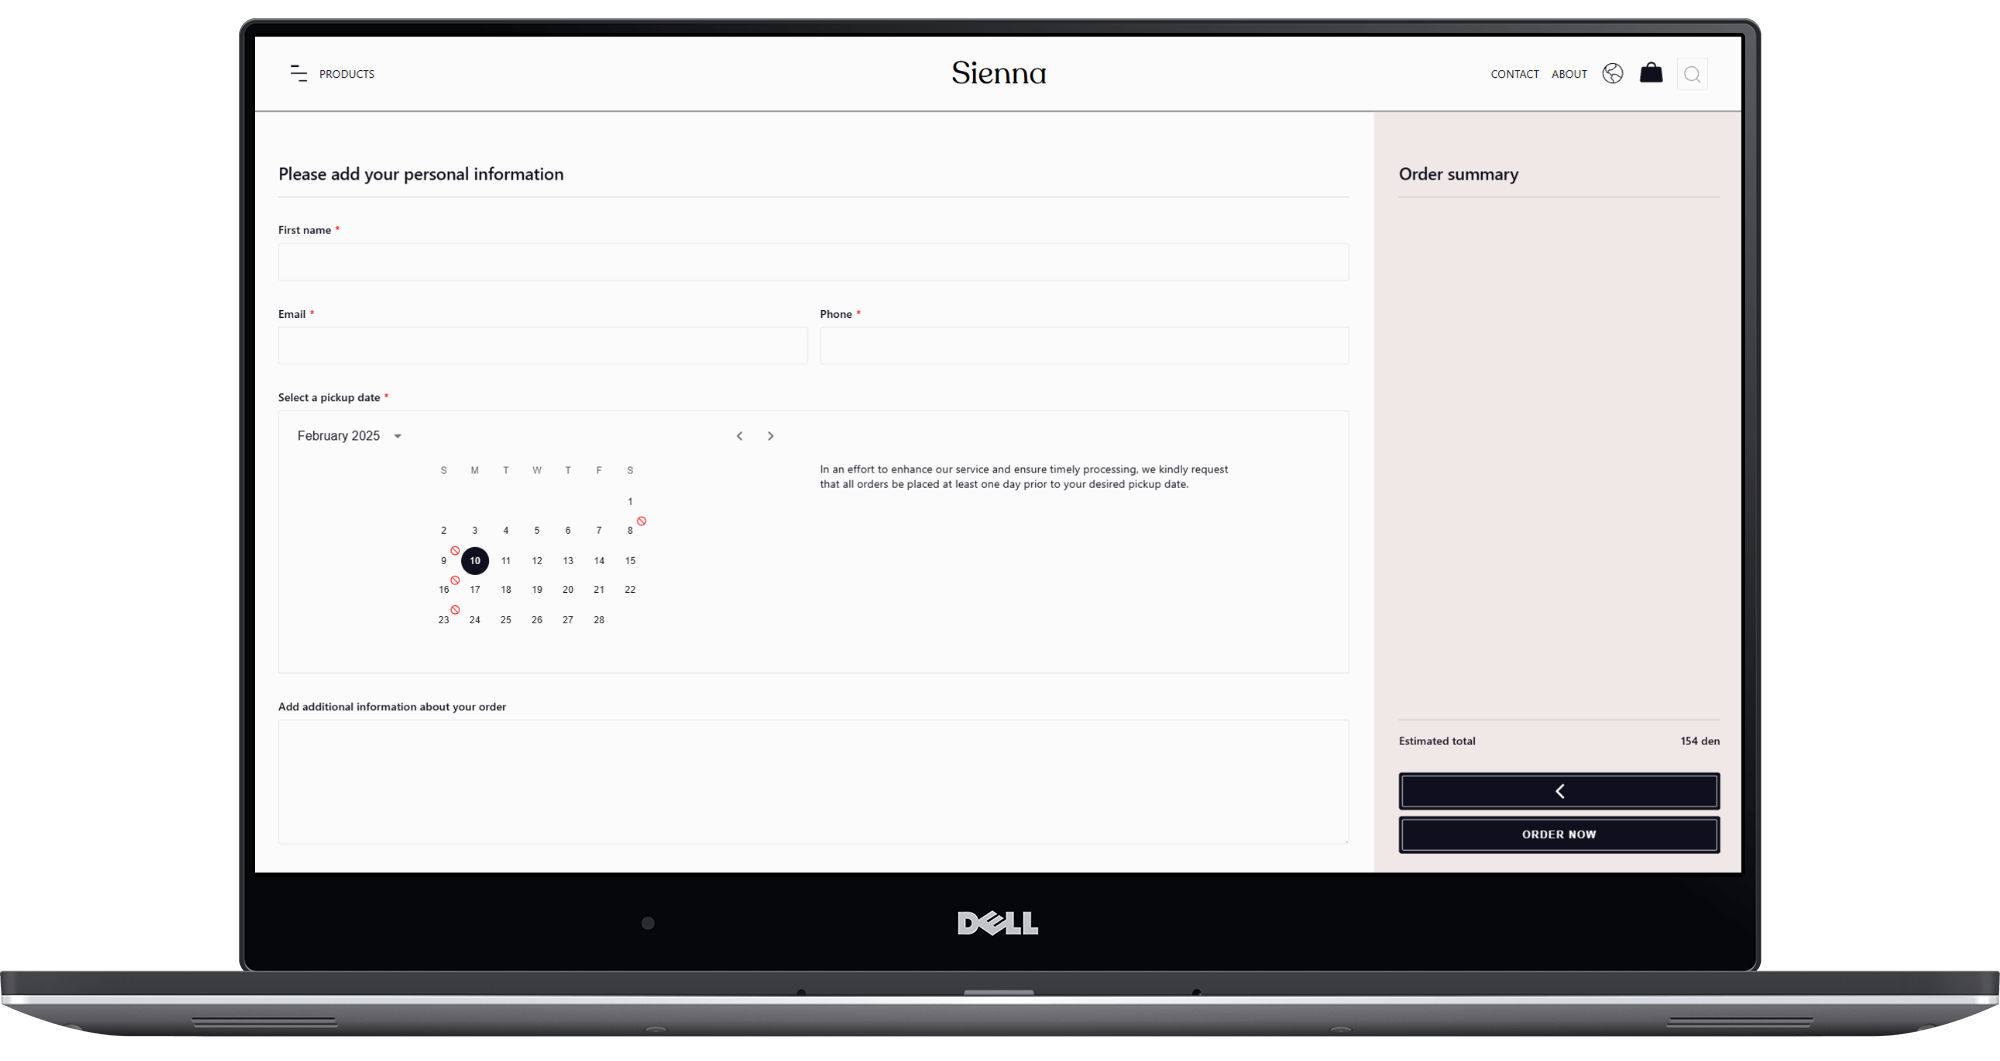 PRODUCTS
Sienna
CONTACT ABOUT
Please add your personal information
Order summary
First name *
Email *
Phone *
Select a pickup date *
February 2025
S M T W T F S
1
2 3 4 5 6 7 8
9 10 11 12 13 14 15
16 17 18 19 20 21 22
23 24 25 26 27 28
In an effort to enhance our service and ensure timely processing, we kindly request
that all orders be placed at least one day prior to your desired pickup date.
Add additional information about your order
Estimated total 154 den
ORDER NOW
DELL